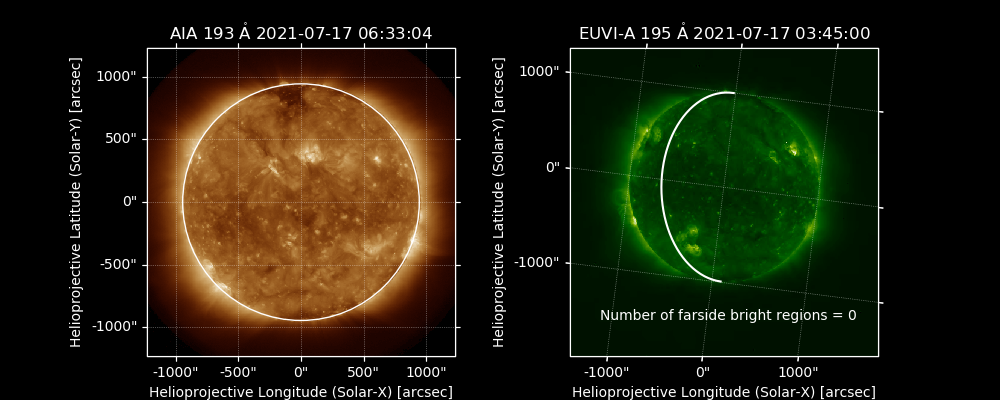 AIA 193 Å 2021-07-17 06:33:04
Helioprojective Latitude (Solar-Y) [arcsec]
1000"
500"
0"
-500"
-1000"
-1000"  -500"  0"  500"  1000"
Helioprojective Longitude (Solar-X) [arcsec]
EUVI-A 195 Å 2021-07-17 03:45:00
Helioprojective Latitude (Solar-Y) [arcsec]
1000"
0"
-1000"
Number of farside bright regions = 0
-1000"  0"  1000"
Helioprojective Longitude (Solar-X) [arcsec]